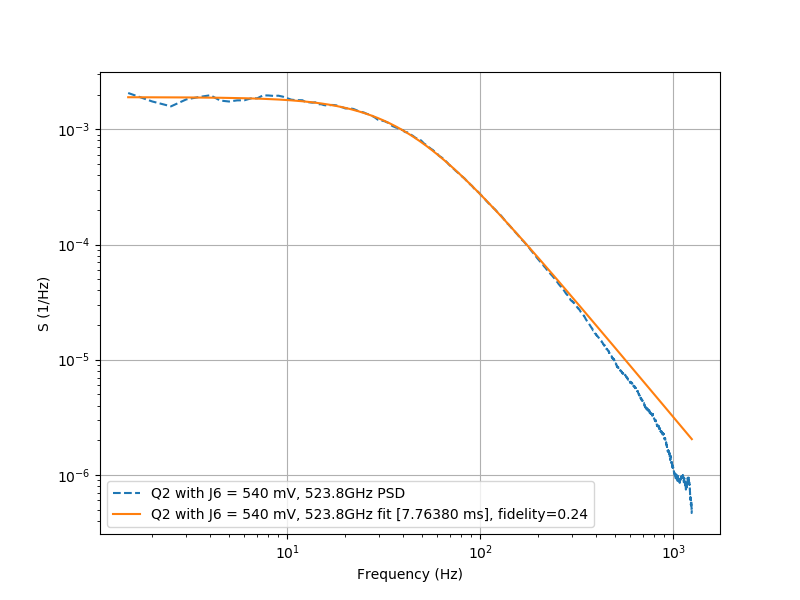 10⁻³
10⁻⁴
10⁻⁵
10⁻⁶
S (1/Hz)
Q2 with J6 = 540 mV, 523.8GHz PSD
Q2 with J6 = 540 mV, 523.8GHz fit [7.76380 ms], fidelity=0.24
10¹ 10² 10³
Frequency (Hz)